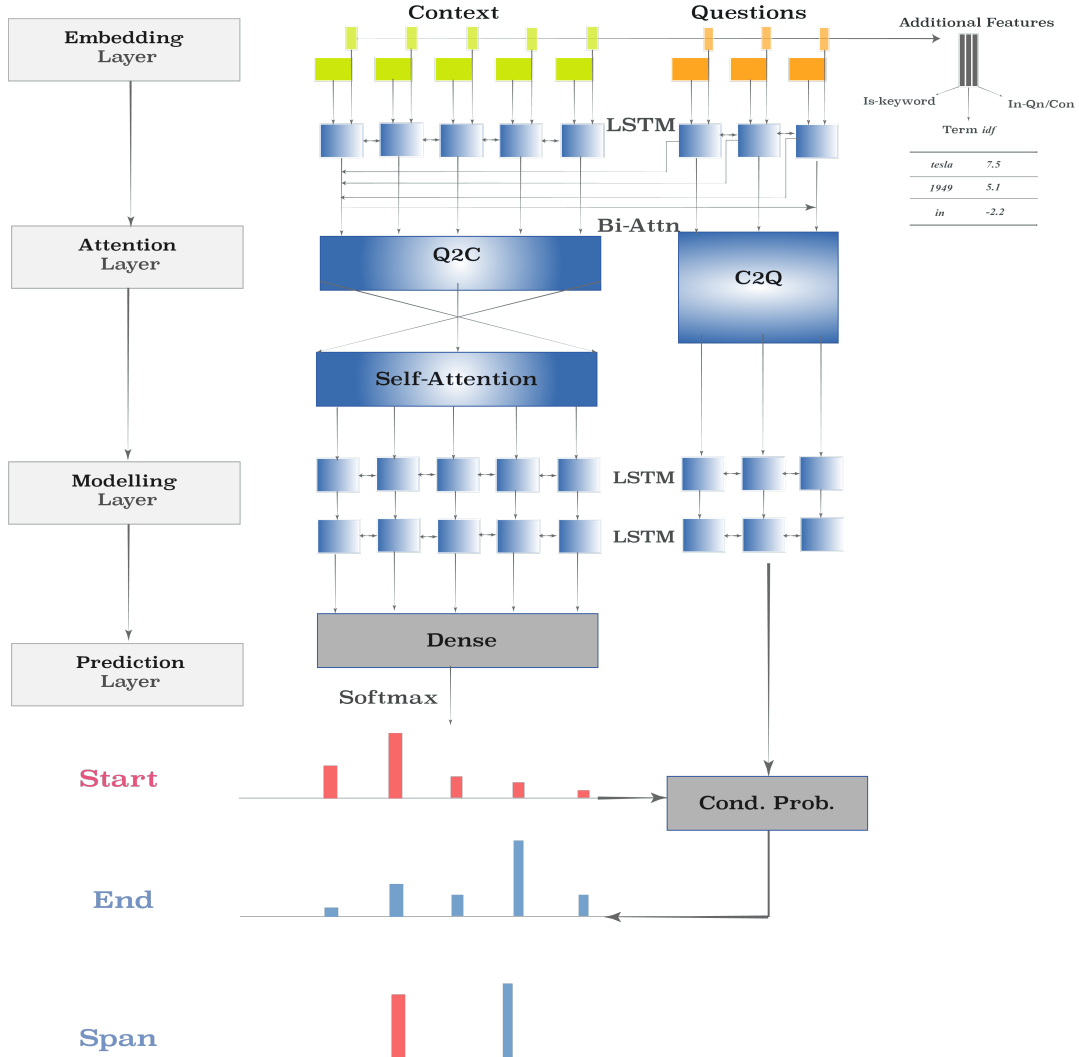 Context
Questions
Additional Features
Embedding
Layer
Is-keyword
In-Qn/Con
Term idf
LSTM
tesla 7.5
1949 5.1
in -2.2
Bi-Attn
Attention
Layer
Q2C
C2Q
Self-Attention
Modelling
Layer
LSTM
LSTM
Dense
Prediction
Layer
Softmax
Start
Cond. Prob.
End
Span